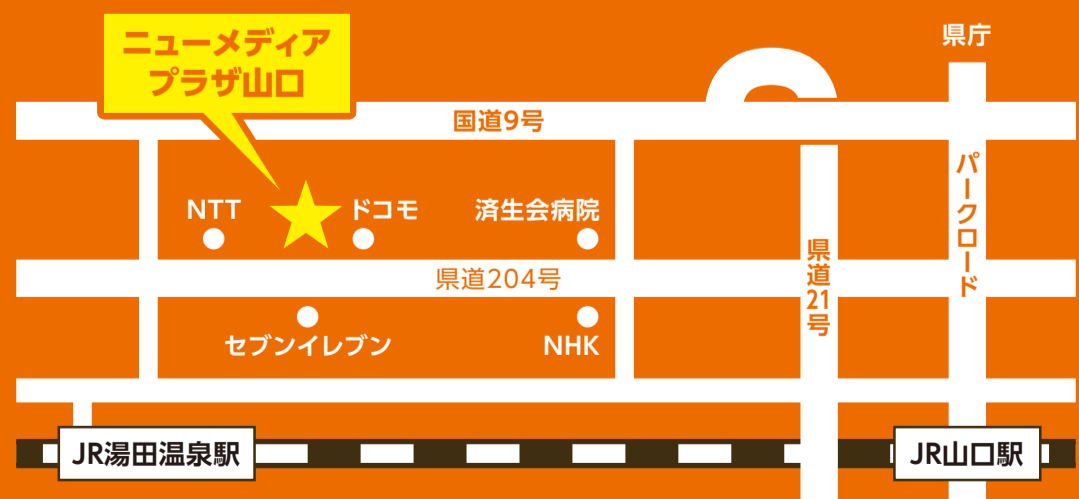 ニューメディア
プラザ山口
県庁
国道9号
パークロード
NTT
ドコモ
済生会病院
県道204号
県道21号
セブンイレブン
NHK
JR湯田温泉駅
JR山口駅